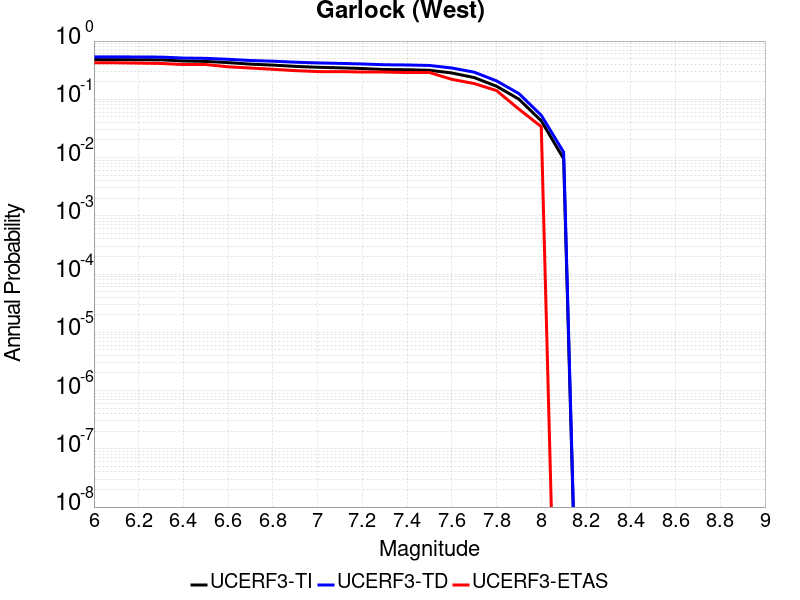 Garlock (West)
10^0
10^-1
10^-2
10^-3
10^-4
10^-5
10^-6
10^-7
10^-8
Annual Probability
6 6.2 6.4 6.6 6.8 7 7.2 7.4 7.6 7.8 8 8.2 8.4 8.6 8.8 9
Magnitude
UCERF3-TI UCERF3-TD UCERF3-ETAS